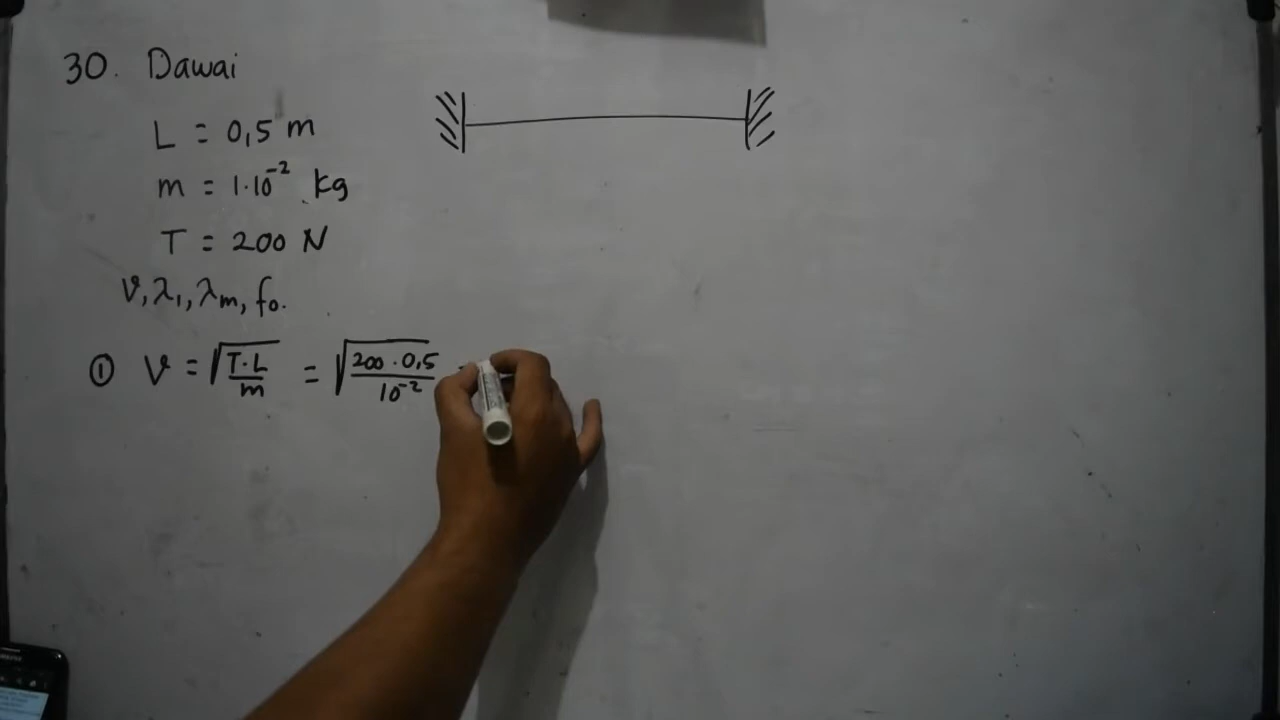 30. Dawai
L = 0,5 m
m = 1·10⁻² kg
T = 200 N
v, λ₁, λm, f₀.
① v = √(T·L/m) = √(200·0,5/10⁻²)